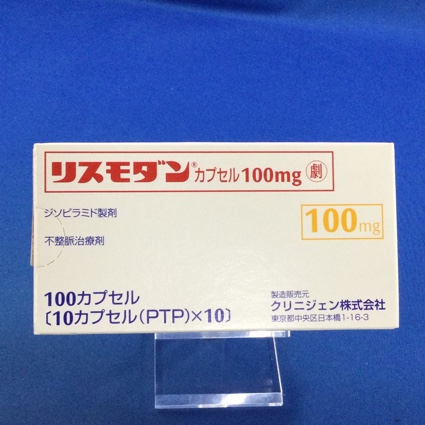 リスモダン®カプセル100mg 劇
ジソピラミド製剤
100mg
不整脈治療剤
100カプセル
〔10カプセル(PTP)×10〕
製造販売元
クリニジェン株式会社
東京都中央区日本橋1-16-3